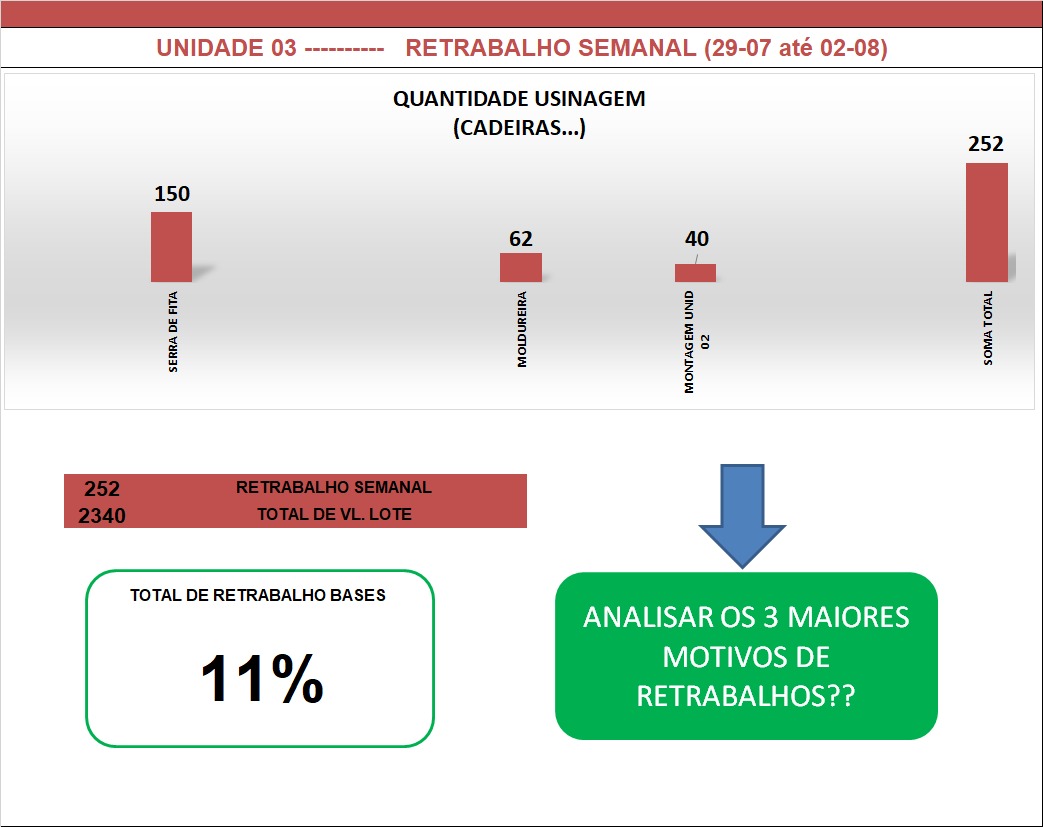 UNIDADE 03 ---------- RETRABALHO SEMANAL (29-07 até 02-08)
QUANTIDADE USINAGEM
(CADEIRAS...)
150
62
40
252
SERRA DE FITA
MOLDUREIRA
MONTAGEM UNID
02
SOMA TOTAL
252 RETRABALHO SEMANAL
2340 TOTAL DE VL. LOTE
TOTAL DE RETRABALHO BASES
11%
ANALISAR OS 3 MAIORES
MOTIVOS DE
RETRABALHOS??